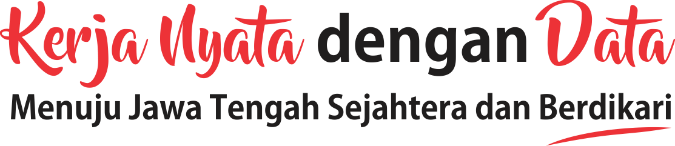 Kerja Nyata dengan Data
Menuju Jawa Tengah Sejahtera dan Berdikari